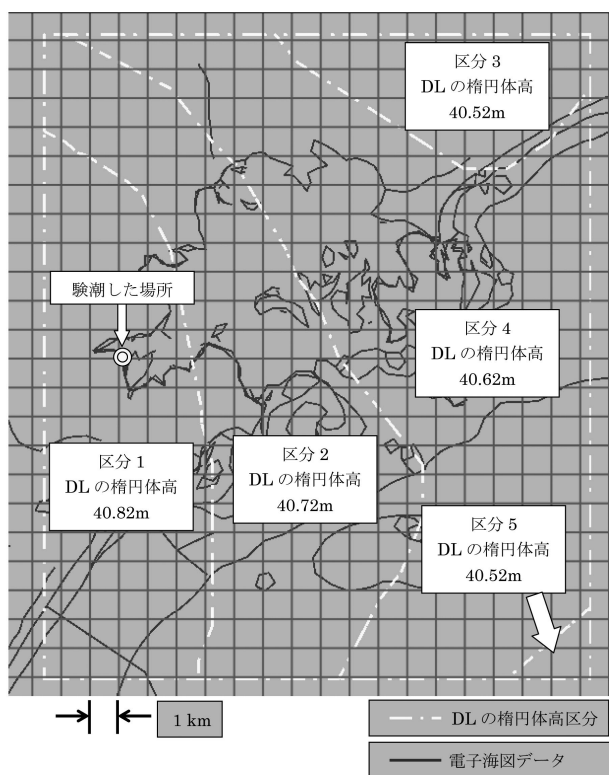 区分 3
DL の楕円体高
40.52m
験潮した場所
区分 4
DL の楕円体高
40.62m
区分 1
DL の楕円体高
40.82m
区分 2
DL の楕円体高
40.72m
区分 5
DL の楕円体高
40.52m
1 km
DL の楕円体高区分
電子海図データ